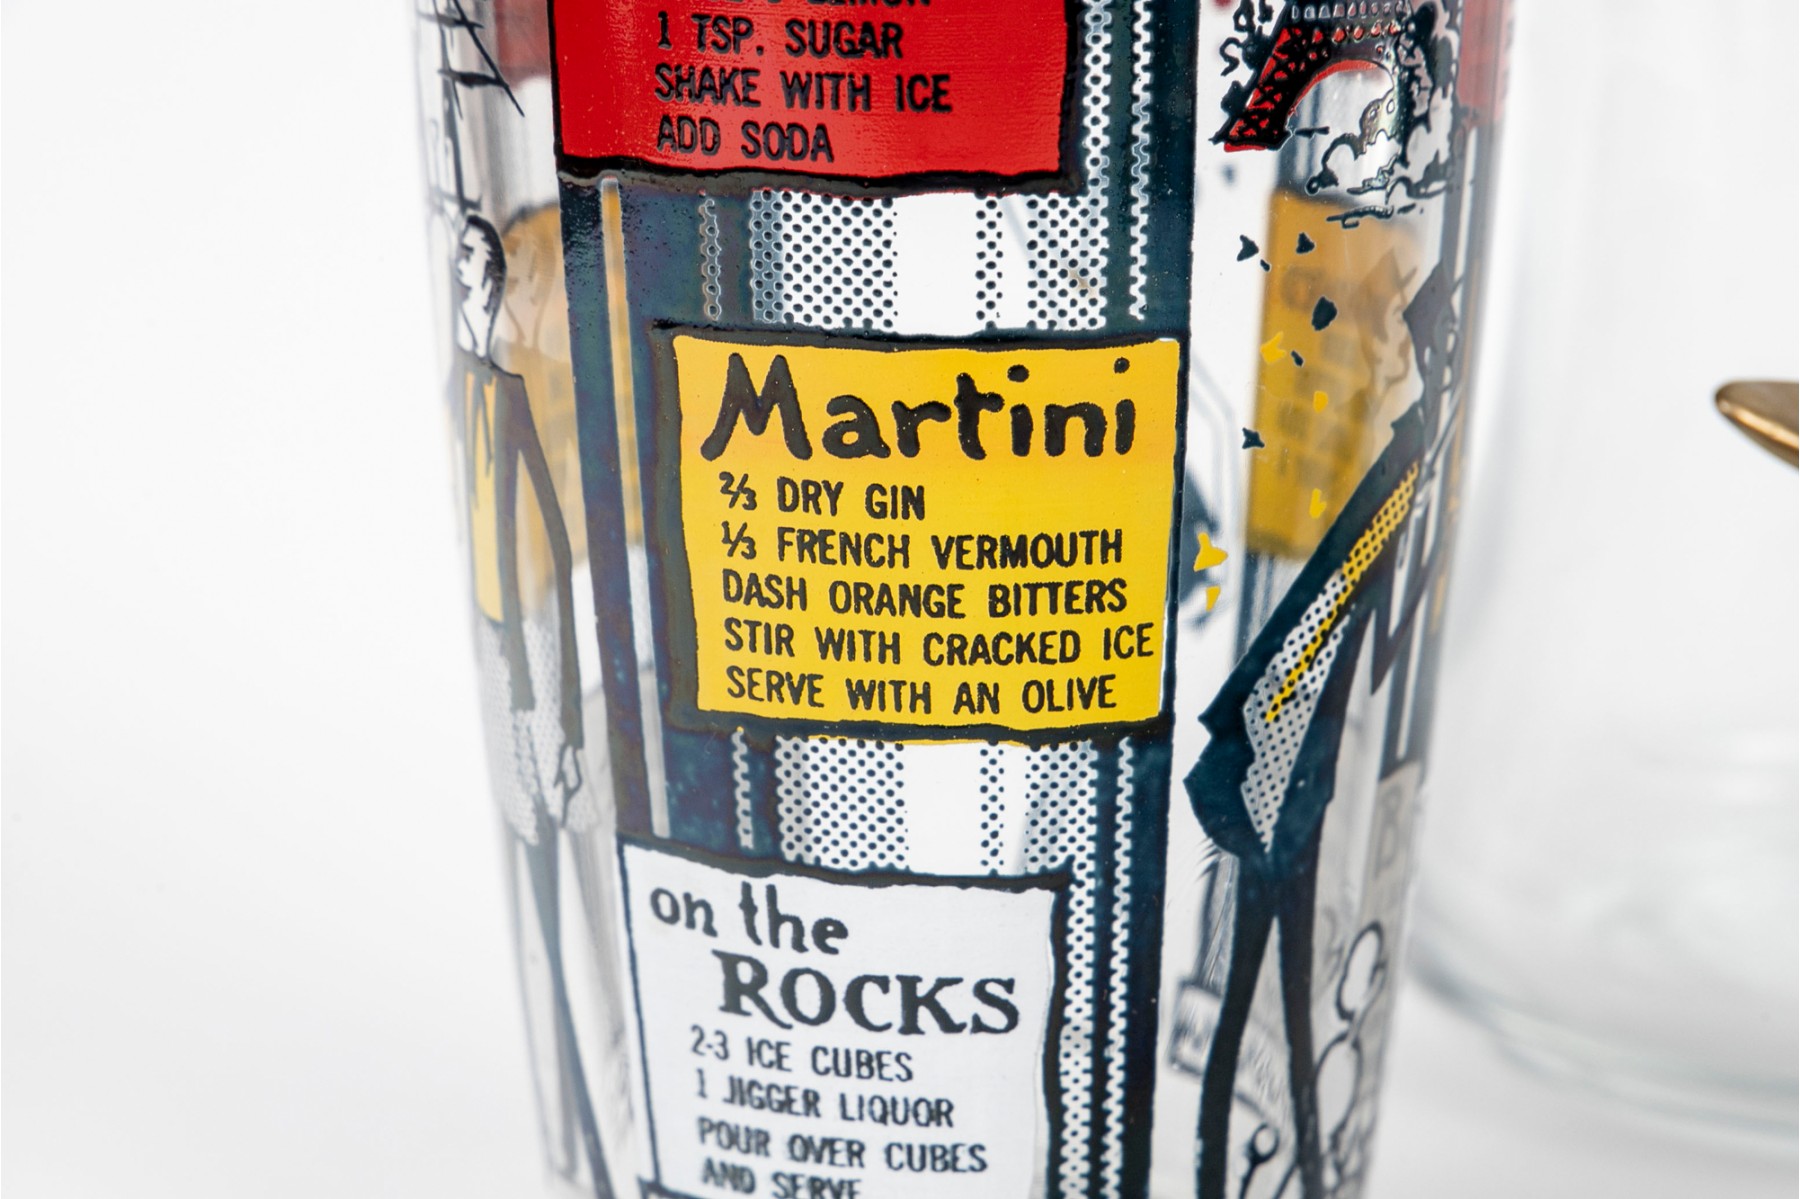 1 TSP. SUGAR
SHAKE WITH ICE
ADD SODA
Martini
⅔ DRY GIN
⅓ FRENCH VERMOUTH
DASH ORANGE BITTERS
STIR WITH CRACKED ICE
SERVE WITH AN OLIVE
on the
ROCKS
2-3 ICE CUBES
1 JIGGER LIQUOR
POUR OVER CUBES
AND SERVE